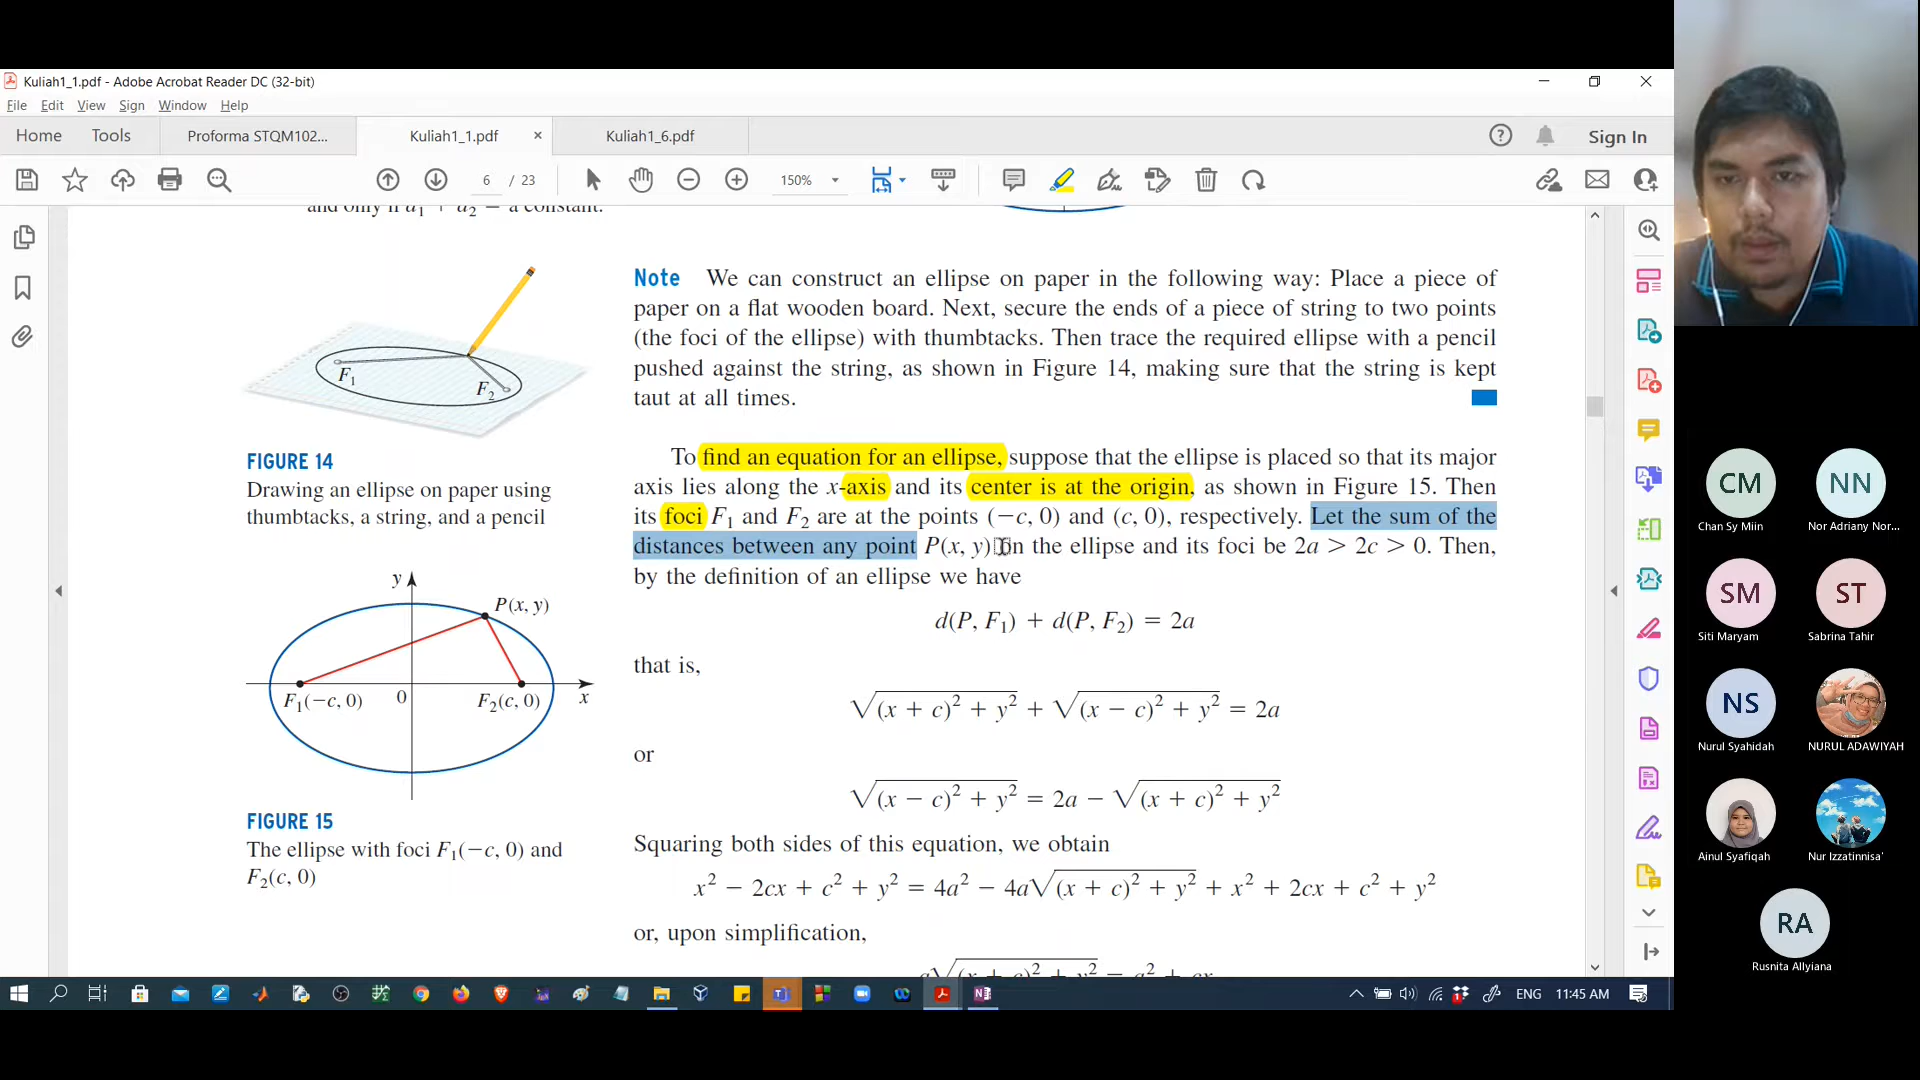 Kuliah1_1.pdf - Adobe Acrobat Reader DC (32-bit)
File Edit View Sign Window Help
Home Tools Proforma STQM102... Kuliah1_1.pdf × Kuliah1_6.pdf Sign In
6 / 23 150%
and only if d₁ + d₂ = a constant.
Note We can construct an ellipse on paper in the following way: Place a piece of
paper on a flat wooden board. Next, secure the ends of a piece of string to two points
(the foci of the ellipse) with thumbtacks. Then trace the required ellipse with a pencil
pushed against the string, as shown in Figure 14, making sure that the string is kept
taut at all times.
F₁
F₂
FIGURE 14
Drawing an ellipse on paper using
thumbtacks, a string, and a pencil
To find an equation for an ellipse, suppose that the ellipse is placed so that its major
axis lies along the x-axis and its center is at the origin, as shown in Figure 15. Then
its foci F₁ and F₂ are at the points (−c, 0) and (c, 0), respectively. Let the sum of the
distances between any point P(x, y) on the ellipse and its foci be 2a > 2c > 0. Then,
by the definition of an ellipse we have
d(P, F₁) + d(P, F₂) = 2a
that is,
√(x + c)² + y² + √(x − c)² + y² = 2a
or
√(x − c)² + y² = 2a − √(x + c)² + y²
Squaring both sides of this equation, we obtain
x² − 2cx + c² + y² = 4a² − 4a√(x + c)² + y² + x² + 2cx + c² + y²
or, upon simplification,
a√(x + c)² + y² = a² + cx
y
P(x, y)
F₁(−c, 0) 0 F₂(c, 0) x
FIGURE 15
The ellipse with foci F₁(−c, 0) and
F₂(c, 0)
CM NN
Chan Sy Miin Nor Adriany Nor...
SM ST
Siti Maryam Sabrina Tahir
NS
Nurul Syahidah NURUL ADAWIYAH
Ainul Syafiqah Nur Izzatinnisa'
RA
Rusnita Allyiana
ENG 11:45 AM